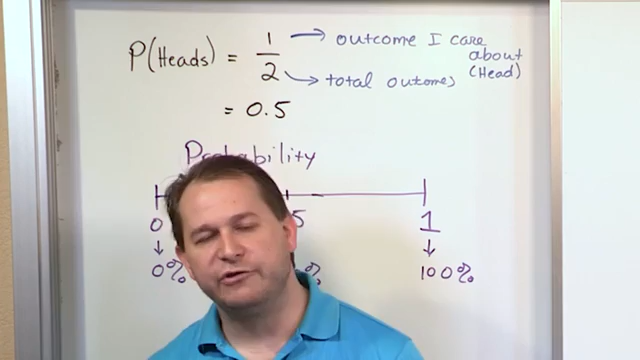 P(Heads) = 1/2 → outcome I care about (Head)
→ total outcomes
= 0.5
Probability
0 5 1
↓ ↓
0% % 100%